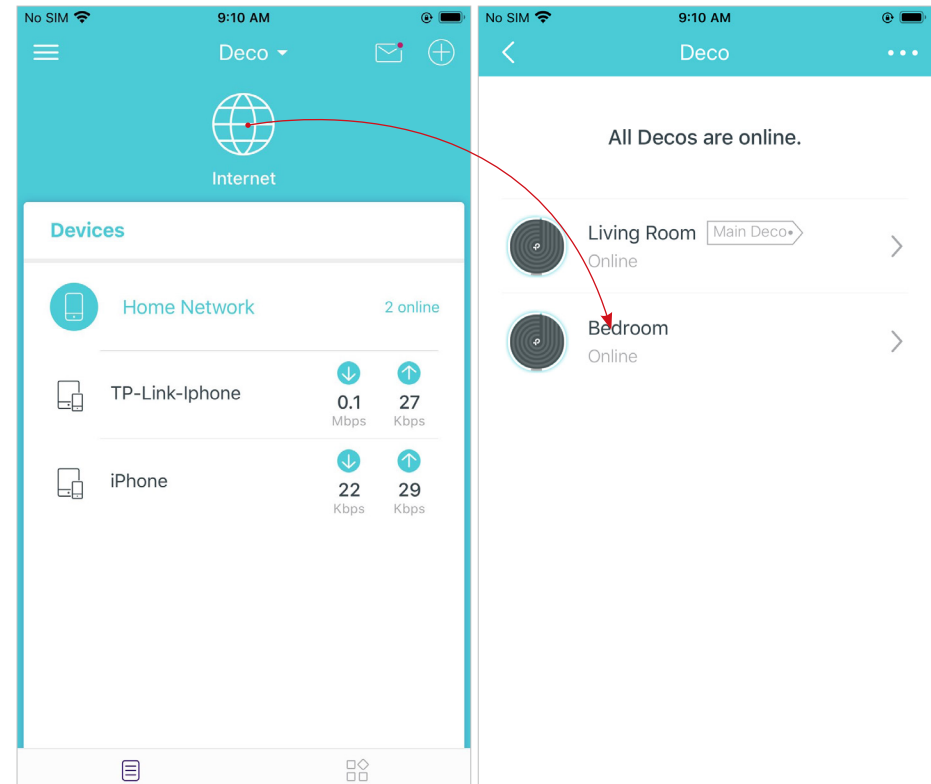 No SIM 9:10 AM
Deco
Internet
Devices
Home Network 2 online
TP-Link-Iphone 0.1 27
Mbps Kbps
iPhone 22 29
Kbps Kbps
No SIM 9:10 AM
Deco
All Decos are online.
Living Room Main Deco
Online
Bedroom
Online